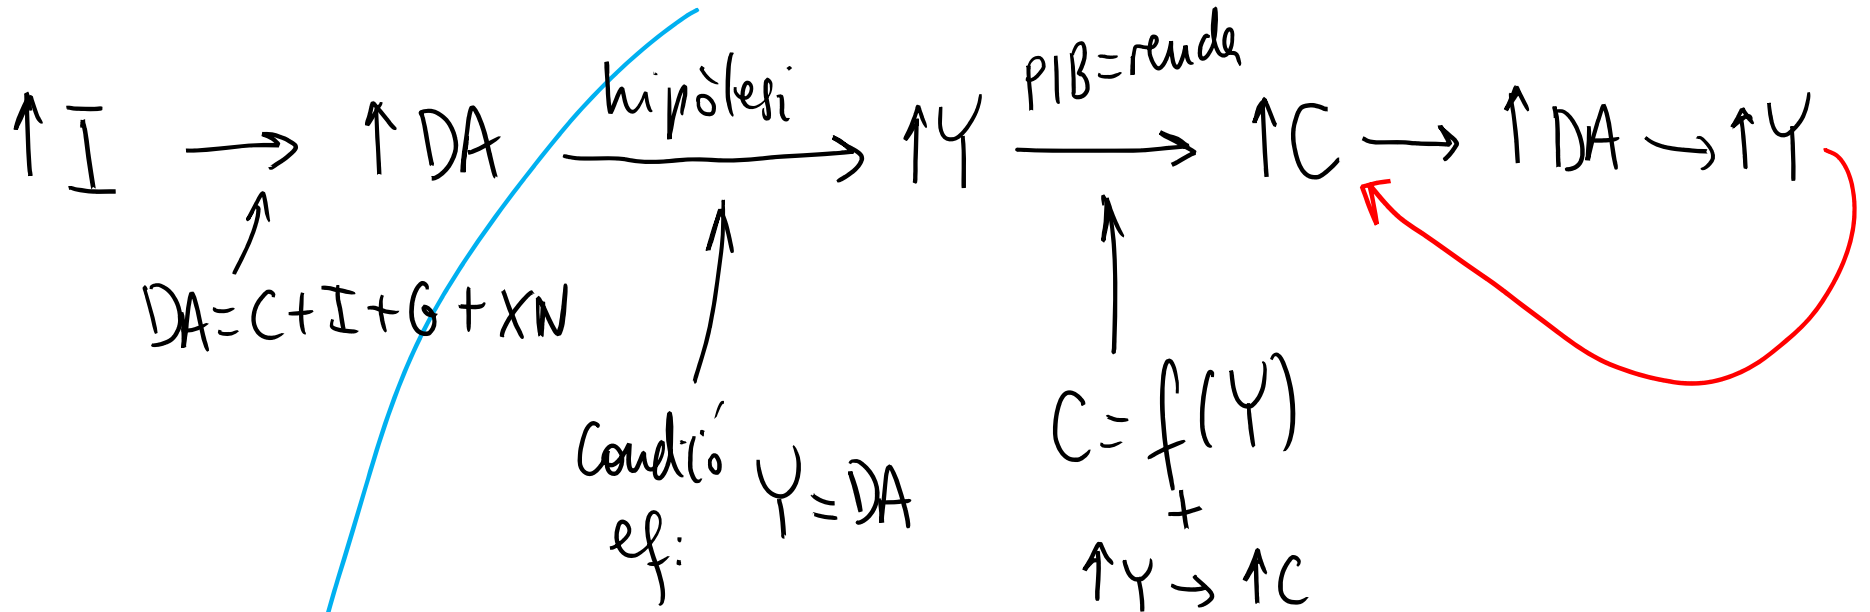 ↑I → ↑DA hipòtesi → ↑Y PIB=renda → ↑C → ↑DA → ↑Y
DA=C+I+G+XN
Condició Y=DA
ef:
C=f(Y)
+
↑Y → ↑C